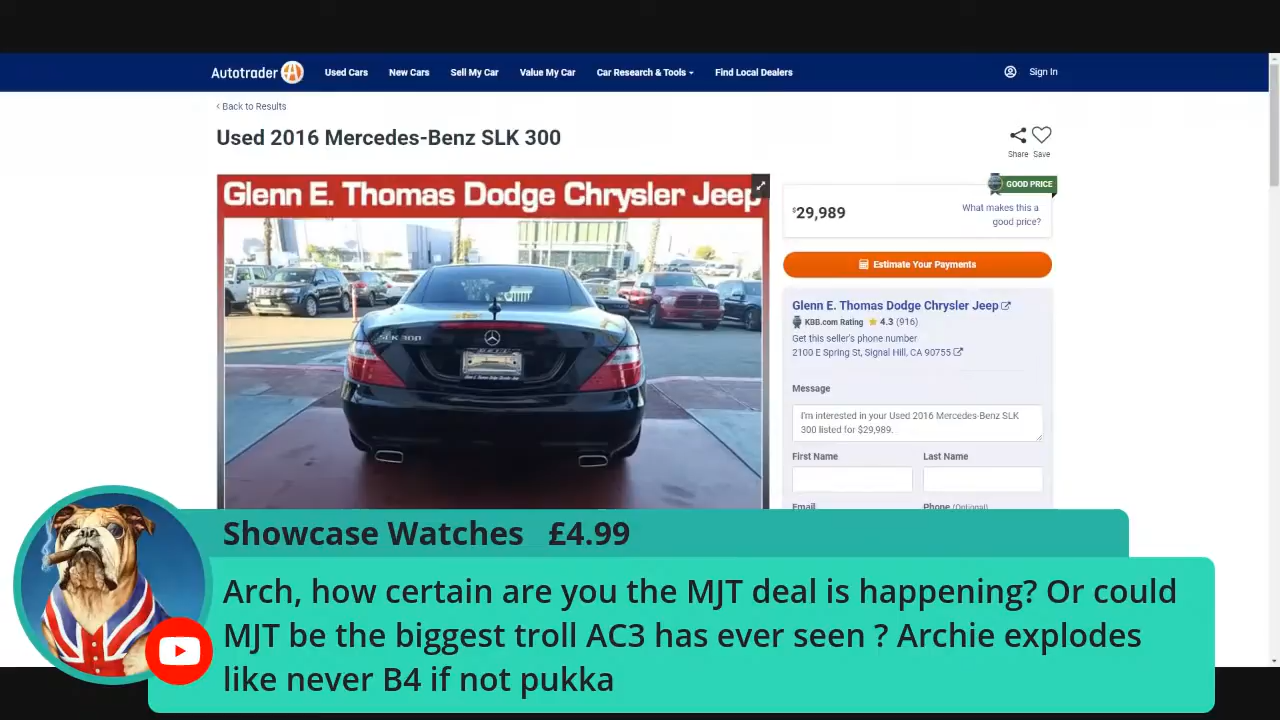 Autotrader
Used Cars
New Cars
Sell My Car
Value My Car
Car Research & Tools
Find Local Dealers
Sign In
Back to Results
Used 2016 Mercedes-Benz SLK 300
Share Save
Glenn E. Thomas Dodge Chrysler Jeep
SLK 300
GOOD PRICE
$29,989
What makes this a
good price?
Estimate Your Payments
Glenn E. Thomas Dodge Chrysler Jeep
KBB.com Rating 4.3 (916)
Get this seller's phone number
2100 E Spring St, Signal Hill, CA 90755
Message
I'm interested in your Used 2016 Mercedes-Benz SLK
300 listed for $29,989.
First Name
Last Name
Email
Phone (Optional)
Showcase Watches £4.99
Arch, how certain are you the MJT deal is happening? Or could
MJT be the biggest troll AC3 has ever seen ? Archie explodes
like never B4 if not pukka